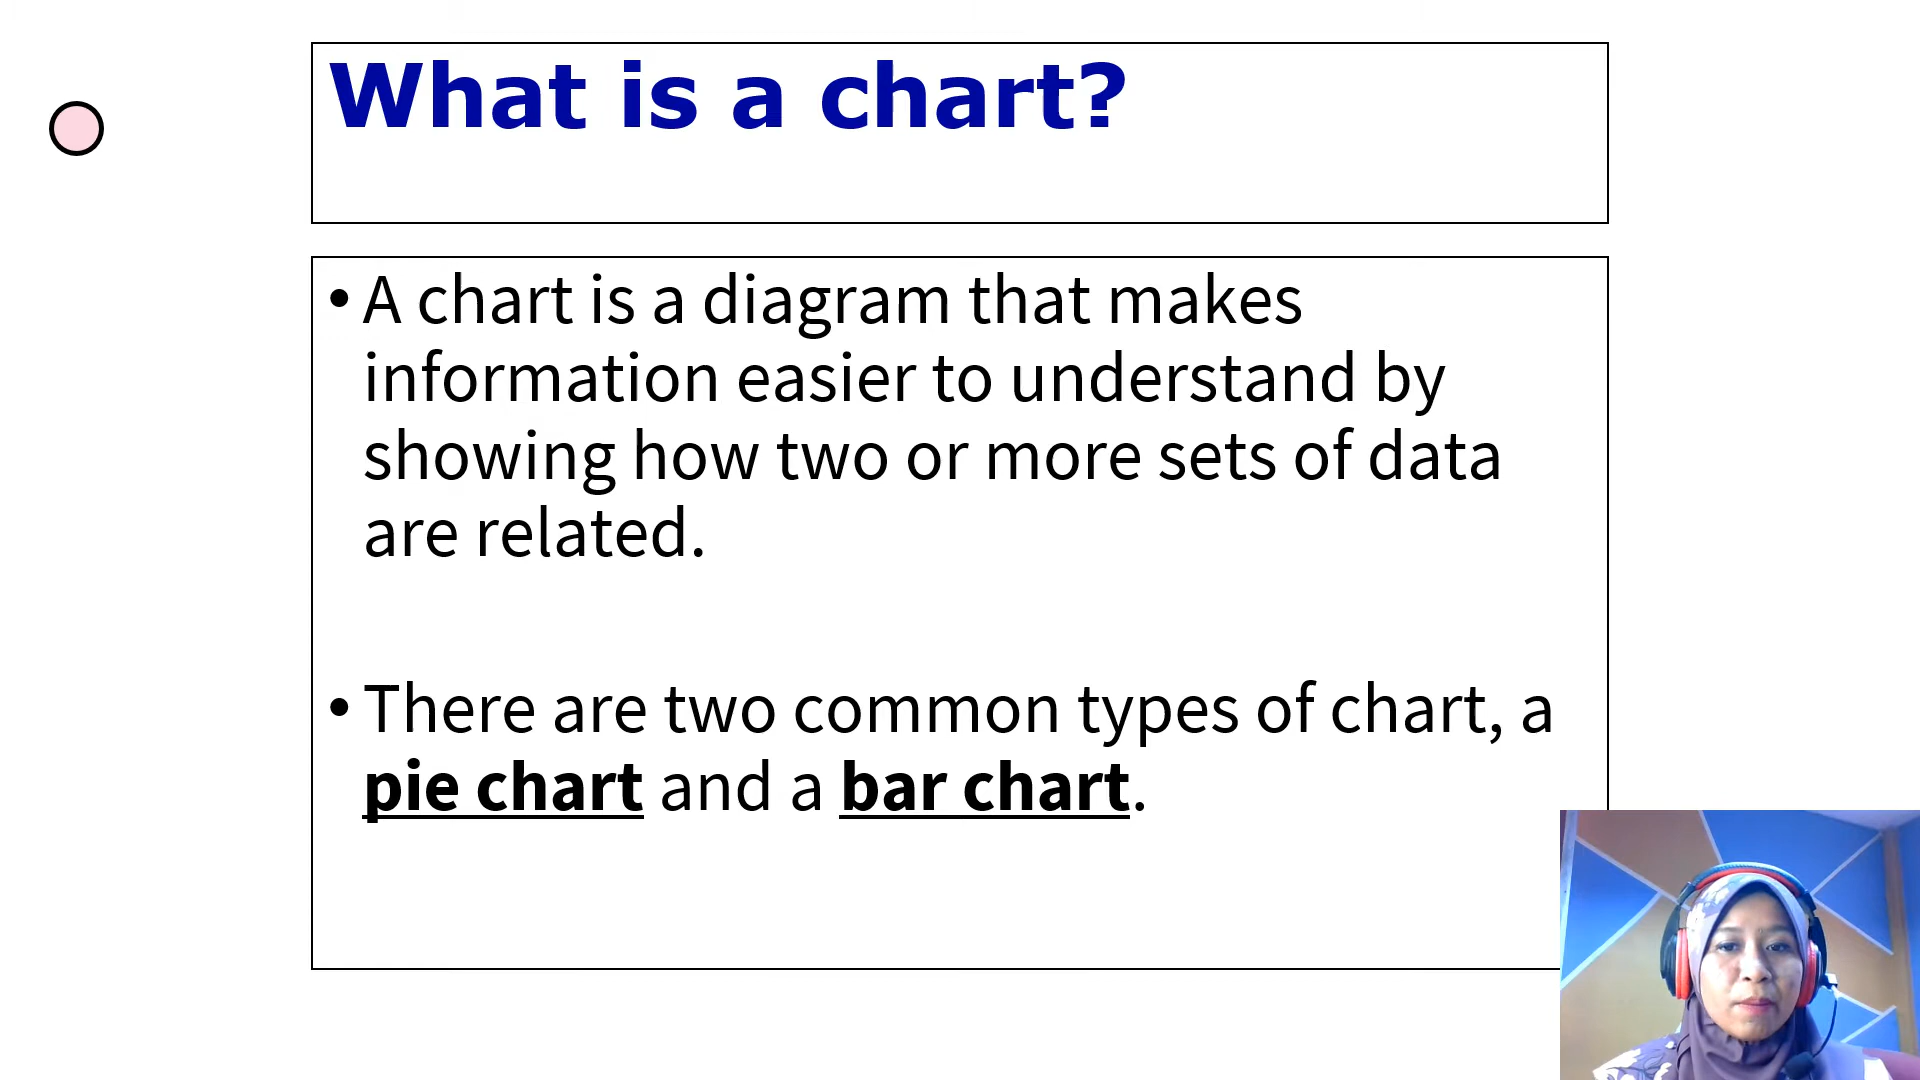 What is a chart?
• A chart is a diagram that makes
information easier to understand by
showing how two or more sets of data
are related.
• There are two common types of chart, a
pie chart and a bar chart.